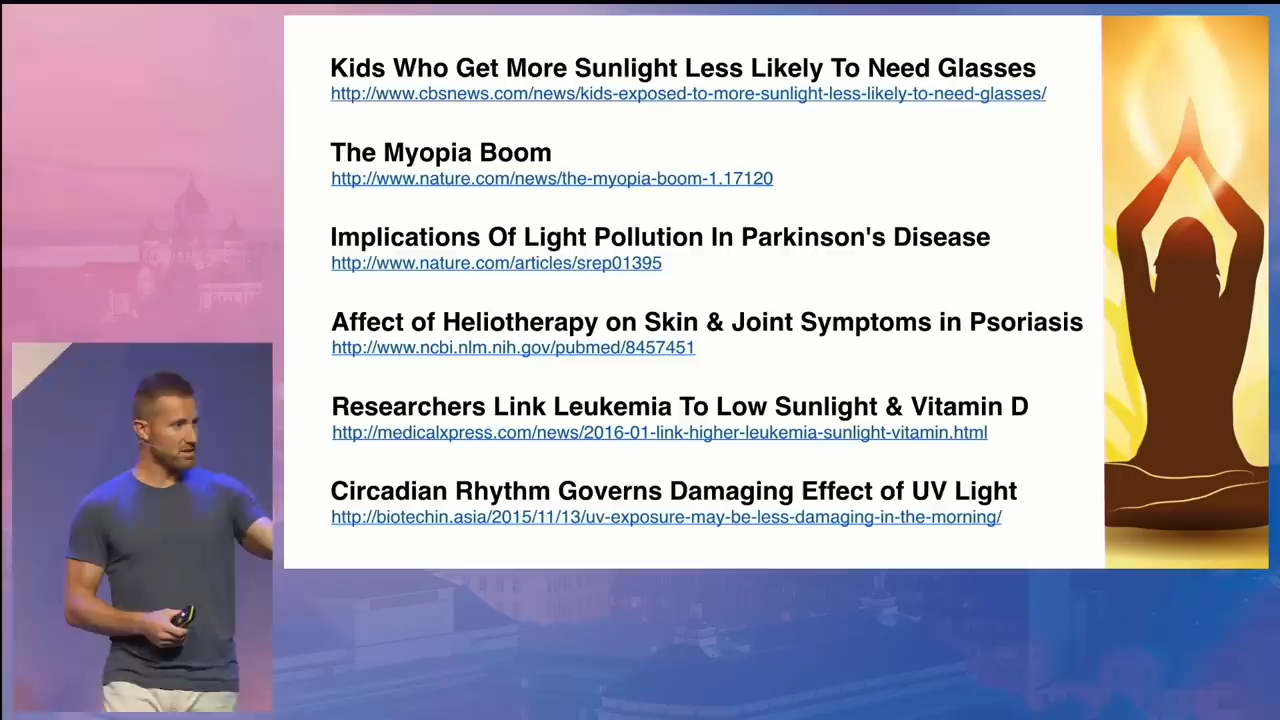 Kids Who Get More Sunlight Less Likely To Need Glasses
http://www.cbsnews.com/news/kids-exposed-to-more-sunlight-less-likely-to-need-glasses/
The Myopia Boom
http://www.nature.com/news/the-myopia-boom-1.17120
Implications Of Light Pollution In Parkinson's Disease
http://www.nature.com/articles/srep01395
Affect of Heliotherapy on Skin & Joint Symptoms in Psoriasis
http://www.ncbi.nlm.nih.gov/pubmed/8457451
Researchers Link Leukemia To Low Sunlight & Vitamin D
http://medicalxpress.com/news/2016-01-link-higher-leukemia-sunlight-vitamin.html
Circadian Rhythm Governs Damaging Effect of UV Light
http://biotechin.asia/2015/11/13/uv-exposure-may-be-less-damaging-in-the-morning/